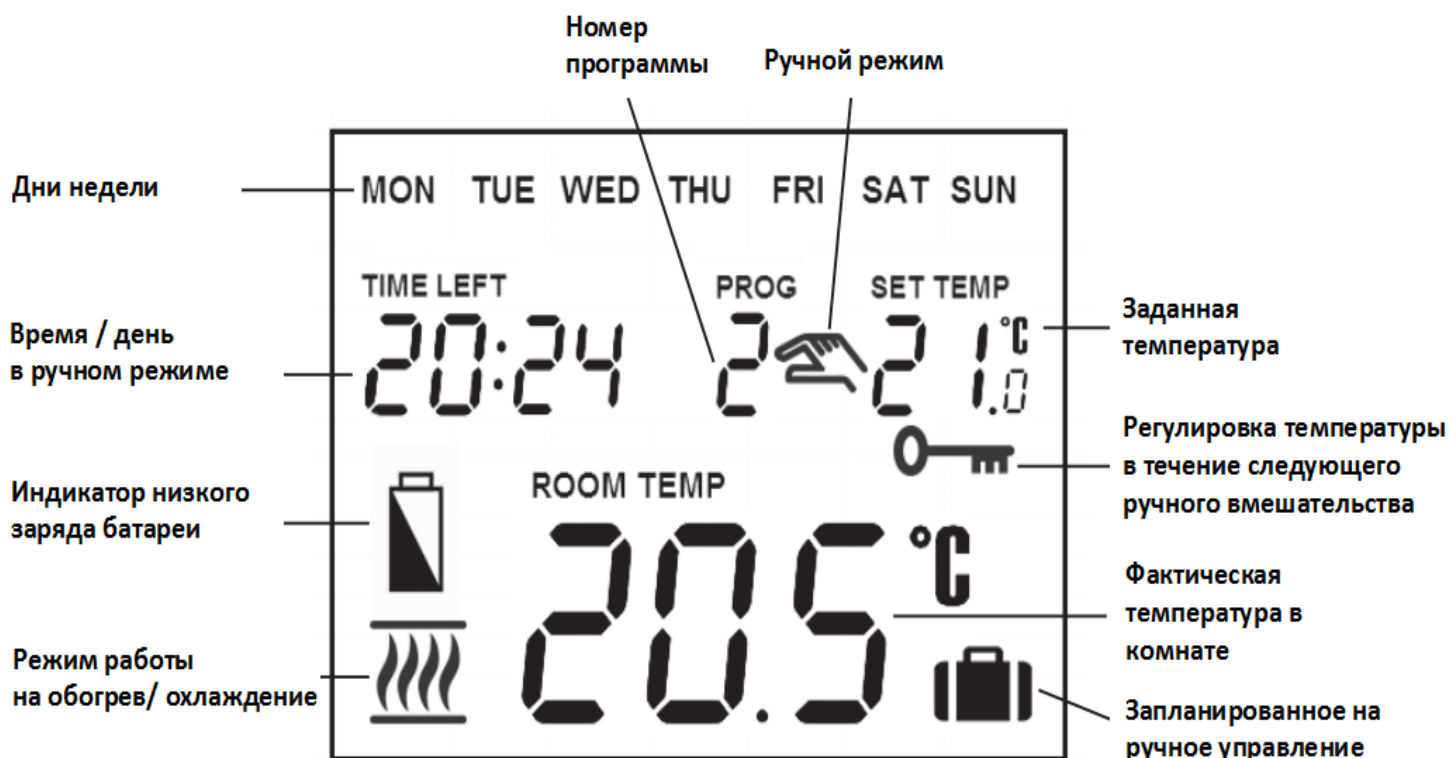 Номер
программы
Ручной режим
Дни недели
MON TUE WED THU FRI SAT SUN
TIME LEFT PROG SET TEMP
20:24 2 21.0 °C
Время / день
в ручном режиме
Заданная
температура
Регулировка температуры
в течение следующего
ручного вмешательства
Индикатор низкого
заряда батареи
ROOM TEMP
20.5 °C
Фактическая
температура в
комнате
Режим работы
на обогрев/ охлаждение
Запланированное на
ручное управление